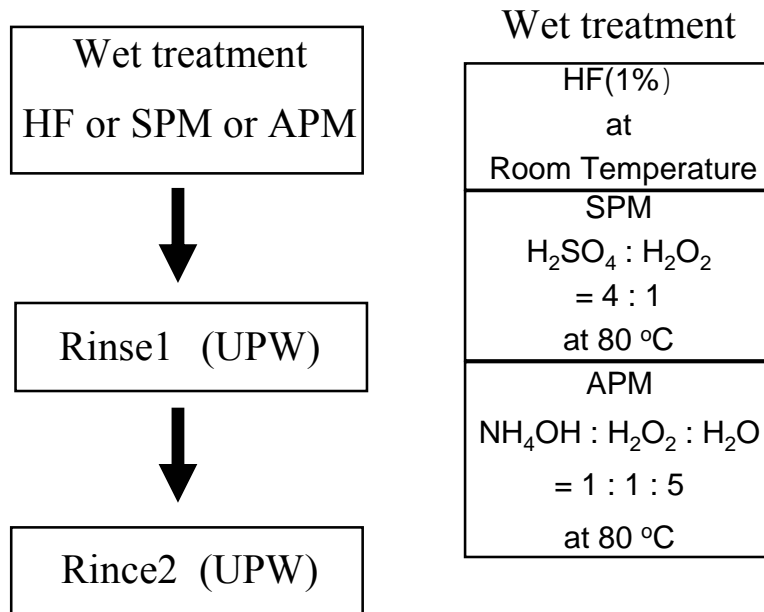 Wet treatment
HF or SPM or APM
Rinse1 (UPW)
Rince2 (UPW)
Wet treatment
HF(1%)
at
Room Temperature
SPM
H₂SO₄ : H₂O₂
= 4 : 1
at 80 ºC
APM
NH₄OH : H₂O₂ : H₂O
= 1 : 1 : 5
at 80 ºC